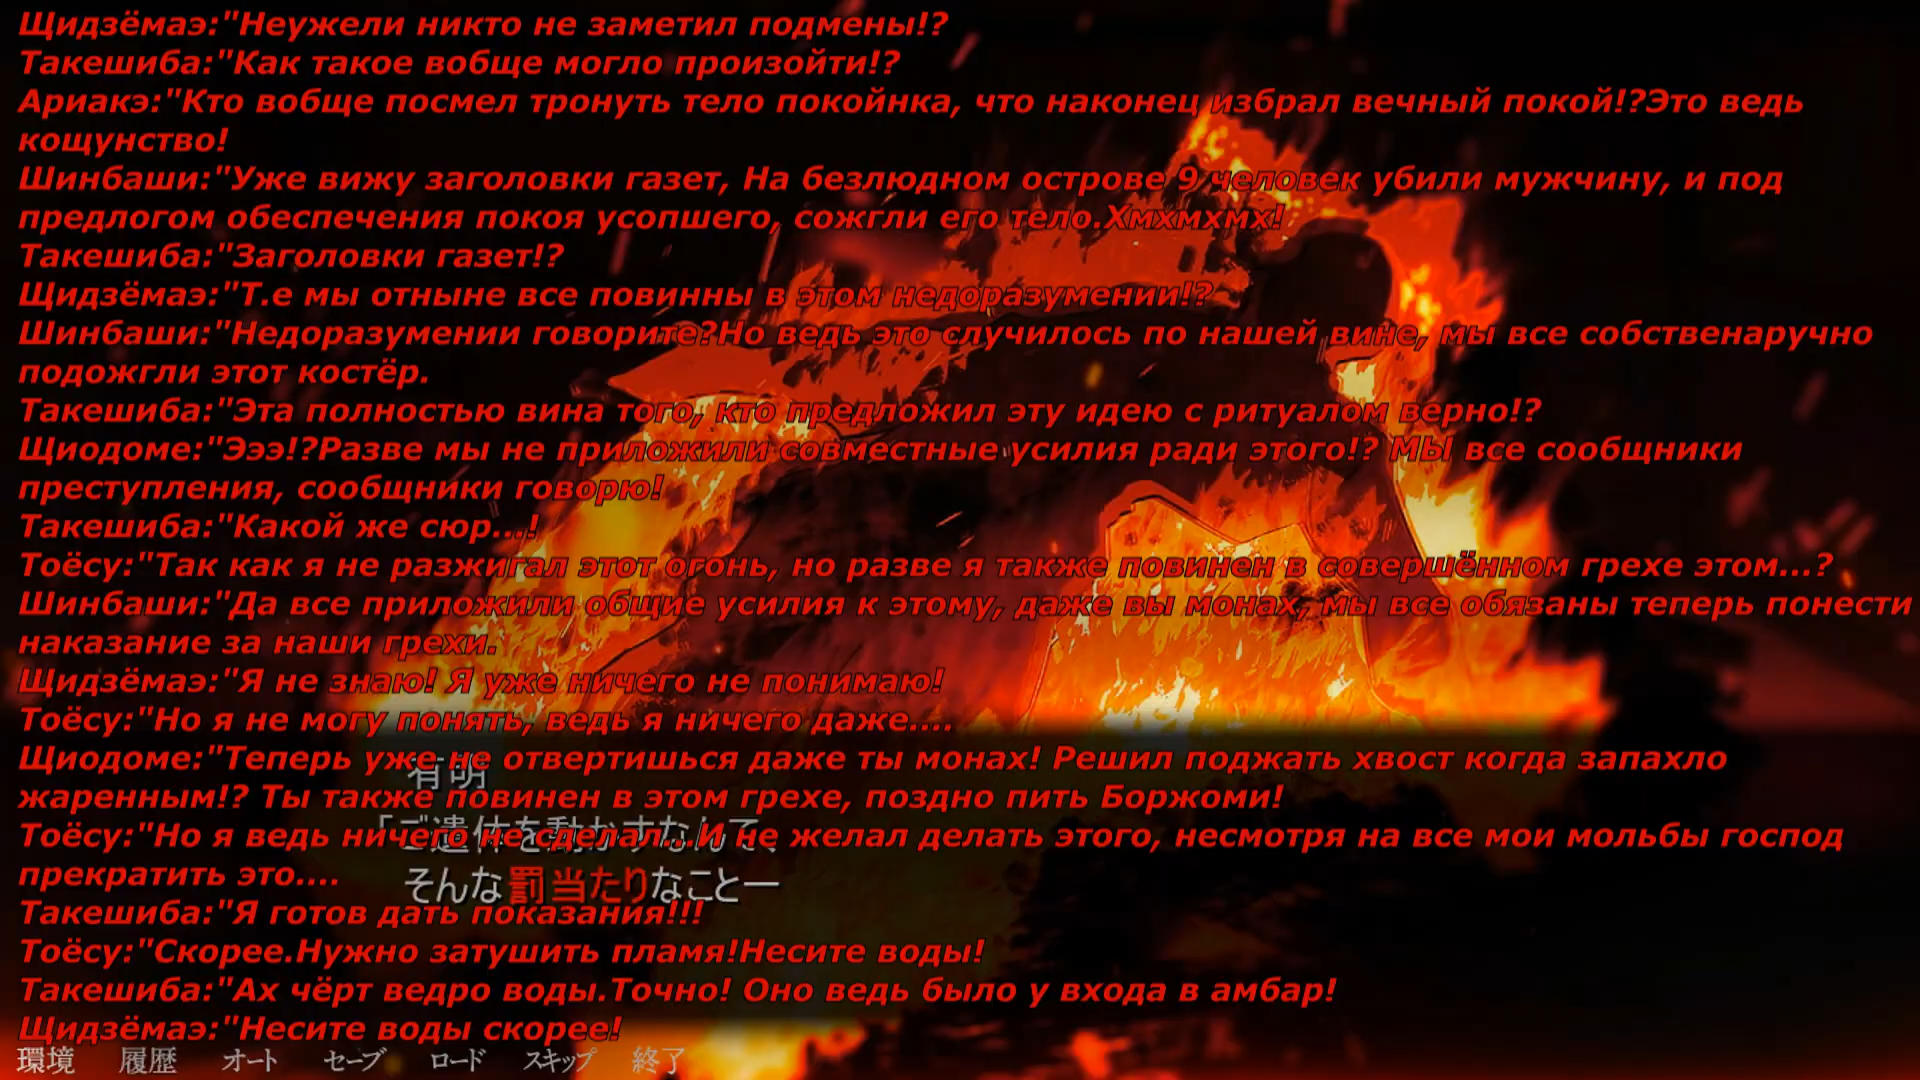 Щидзёмаэ:"Неужели никто не заметил подмены!?
Такешиба:"Как такое вобще могло произойти!?
Ариакэ:"Кто вобще посмел тронуть тело покойнка, что наконец избрал вечный покой!?Это ведь
кощунство!
Шинбаши:"Уже вижу заголовки газет, На безлюдном острове 9 человек убили мужчину, и под
предлогом обеспечения покоя усопшего, сожгли его тело.Хмхмхмх!
Такешиба:"Заголовки газет!?
Щидзёмаэ:"Т.е мы отныне все повинны в этом недоразумении!?
Шинбаши:"Недоразумении говорите?Но ведь это случилось по нашей вине, мы все собственаручно
подожгли этот костёр.
Такешиба:"Эта полностью вина того, кто предложил эту идею с ритуалом верно!?
Щиодоме:"Эээ!?Разве мы не приложили совместные усилия ради этого!? МЫ все сообщники
преступления, сообщники говорю!
Такешиба:"Какой же сюр...!
Тоёсу:"Так как я не разжигал этот огонь, но разве я также повинен в совершённом грехе этом...?
Шинбаши:"Да все приложили общие усилия к этому, даже вы монах, мы все обязаны теперь понести
наказание за наши грехи.
Щидзёмаэ:"Я не знаю! Я уже ничего не понимаю!
Тоёсу:"Но я не могу понять, ведь я ничего даже....
Щиодоме:"Теперь уже не отвертишься даже ты монах! Решил поджать хвост когда запахло
жаренным!? Ты также повинен в этом грехе, поздно пить Боржоми!
Тоёсу:"Но я ведь ничего не сделал...И не желал делать этого, несмотря на все мои мольбы господ
прекратить это....
Такешиба:"Я готов дать показания!!!
Тоёсу:"Скорее.Нужно затушить пламя!Несите воды!
Такешиба:"Ах чёрт ведро воды.Точно! Оно ведь было у входа в амбар!
Щидзёмаэ:"Несите воды скорее!
有明
「ご遺体を動かすなんて、
そんな罰当たりなことー
環境 履歴 オート セーブ ロード スキップ 終了